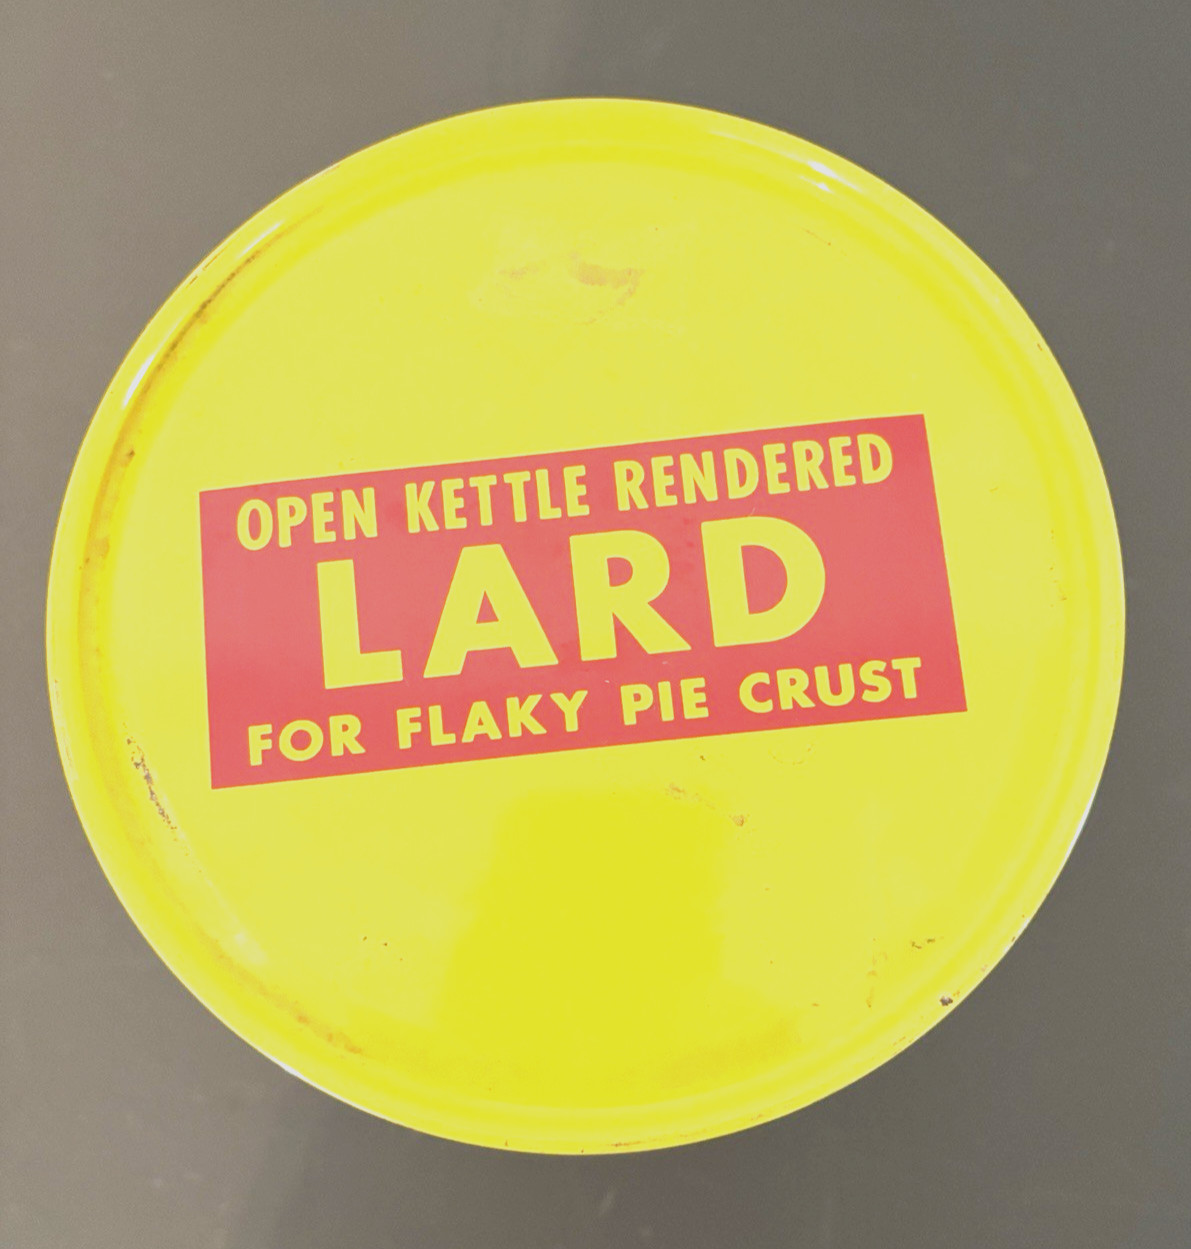 OPEN KETTLE RENDERED
LARD
FOR FLAKY PIE CRUST